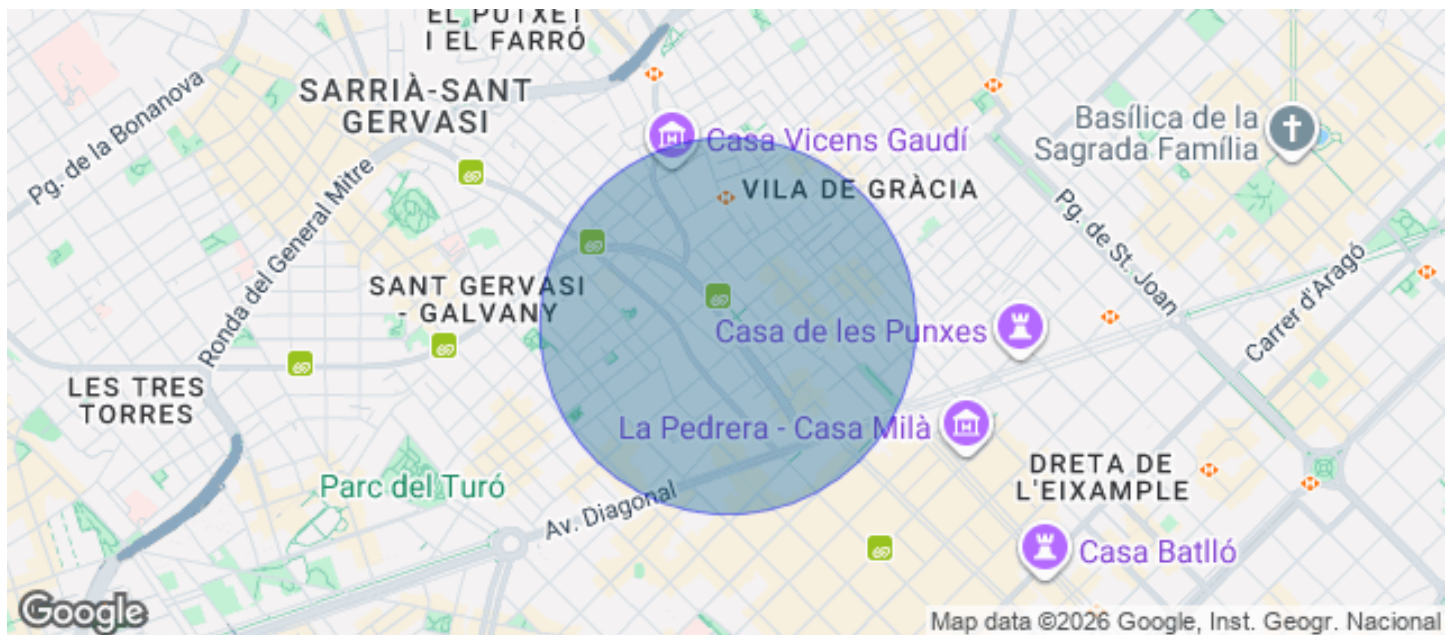 EL PUTXET
I EL FARRÓ
SARRIÀ-SANT
GERVASI
Pg. de la Bonanova
Casa Vicens Gaudí
Basílica de la
Sagrada Família
VILA DE GRÀCIA
Ronda del General Mitre
Pg. de St. Joan
SANT GERVASI
- GALVANY
Carrer d'Aragó
Casa de les Punxes
LES TRES
TORRES
La Pedrera - Casa Milà
DRETA DE
L'EIXAMPLE
Parc del Turó
Av. Diagonal
Casa Batlló
Google
Map data ©2026 Google, Inst. Geogr. Nacional